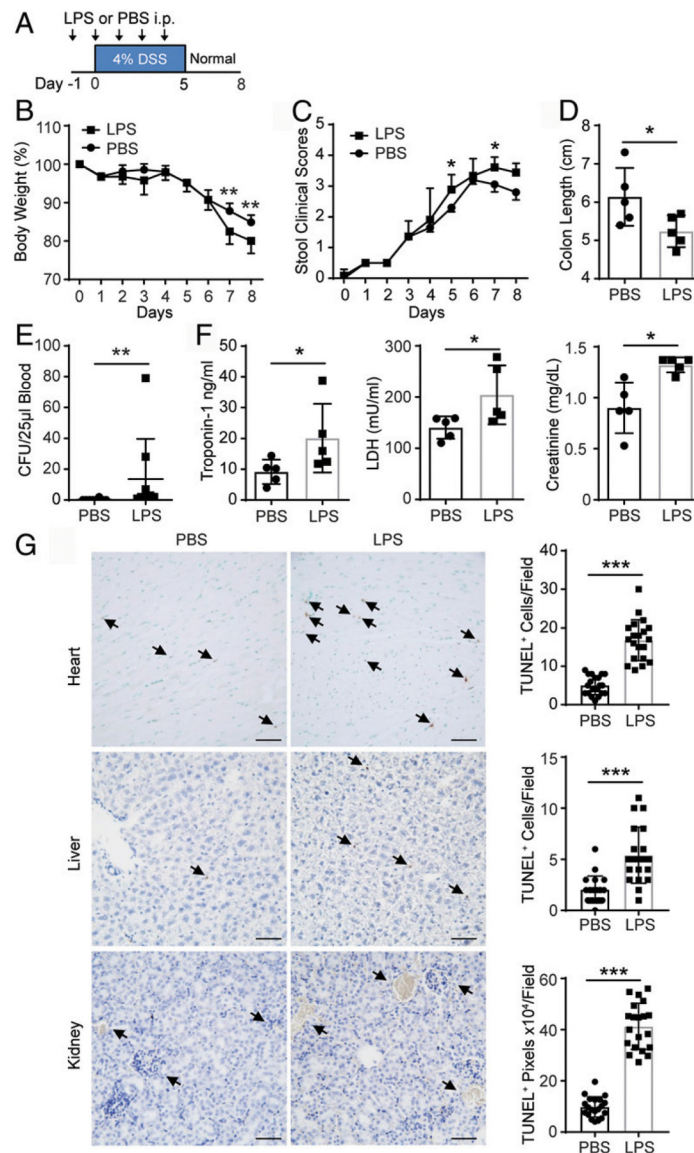 A
LPS or PBS i.p.
4% DSS
Normal
Day -1 0 5 8
B
Body Weight (%)
100
90
80
70
LPS
PBS
**
**
0 1 2 3 4 5 6 7 8
Days
C
Stool Clinical Scores
5
4
3
2
1
0
LPS
PBS
*
*
0 1 2 3 4 5 6 7 8
Days
D
Colon Length (cm)
8
7
6
5
4
*
PBS LPS
E
CFU/25µl Blood
100
80
60
40
20
0
**
PBS LPS
F
Troponin-1 ng/ml
50
40
30
20
10
0
*
PBS LPS
LDH (mU/ml)
300
200
100
0
*
PBS LPS
Creatinine (mg/dL)
1.5
1.0
0.5
0.0
*
PBS LPS
G
PBS LPS
Heart
TUNEL⁺ Cells/Field
40
30
20
10
0
***
PBS LPS
Liver
TUNEL⁺ Cells/Field
15
10
5
0
***
PBS LPS
Kidney
TUNEL⁺ Pixels x10⁴/Field
60
40
20
0
***
PBS LPS